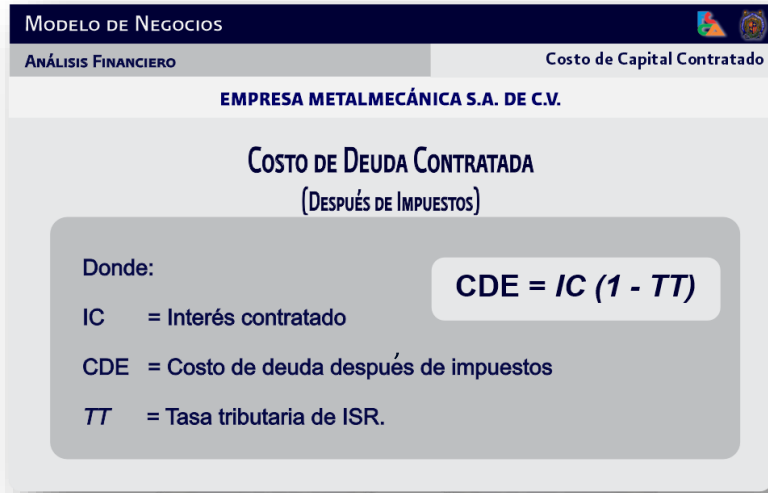 MODELO DE NEGOCIOS
ANÁLISIS FINANCIERO
Costo de Capital Contratado
EMPRESA METALMECÁNICA S.A. DE C.V.
COSTO DE DEUDA CONTRATADA
(DESPUÉS DE IMPUESTOS)
Donde:
CDE = IC (1 - TT)
IC = Interés contratado
CDE = Costo de deuda después de impuestos
TT = Tasa tributaria de ISR.